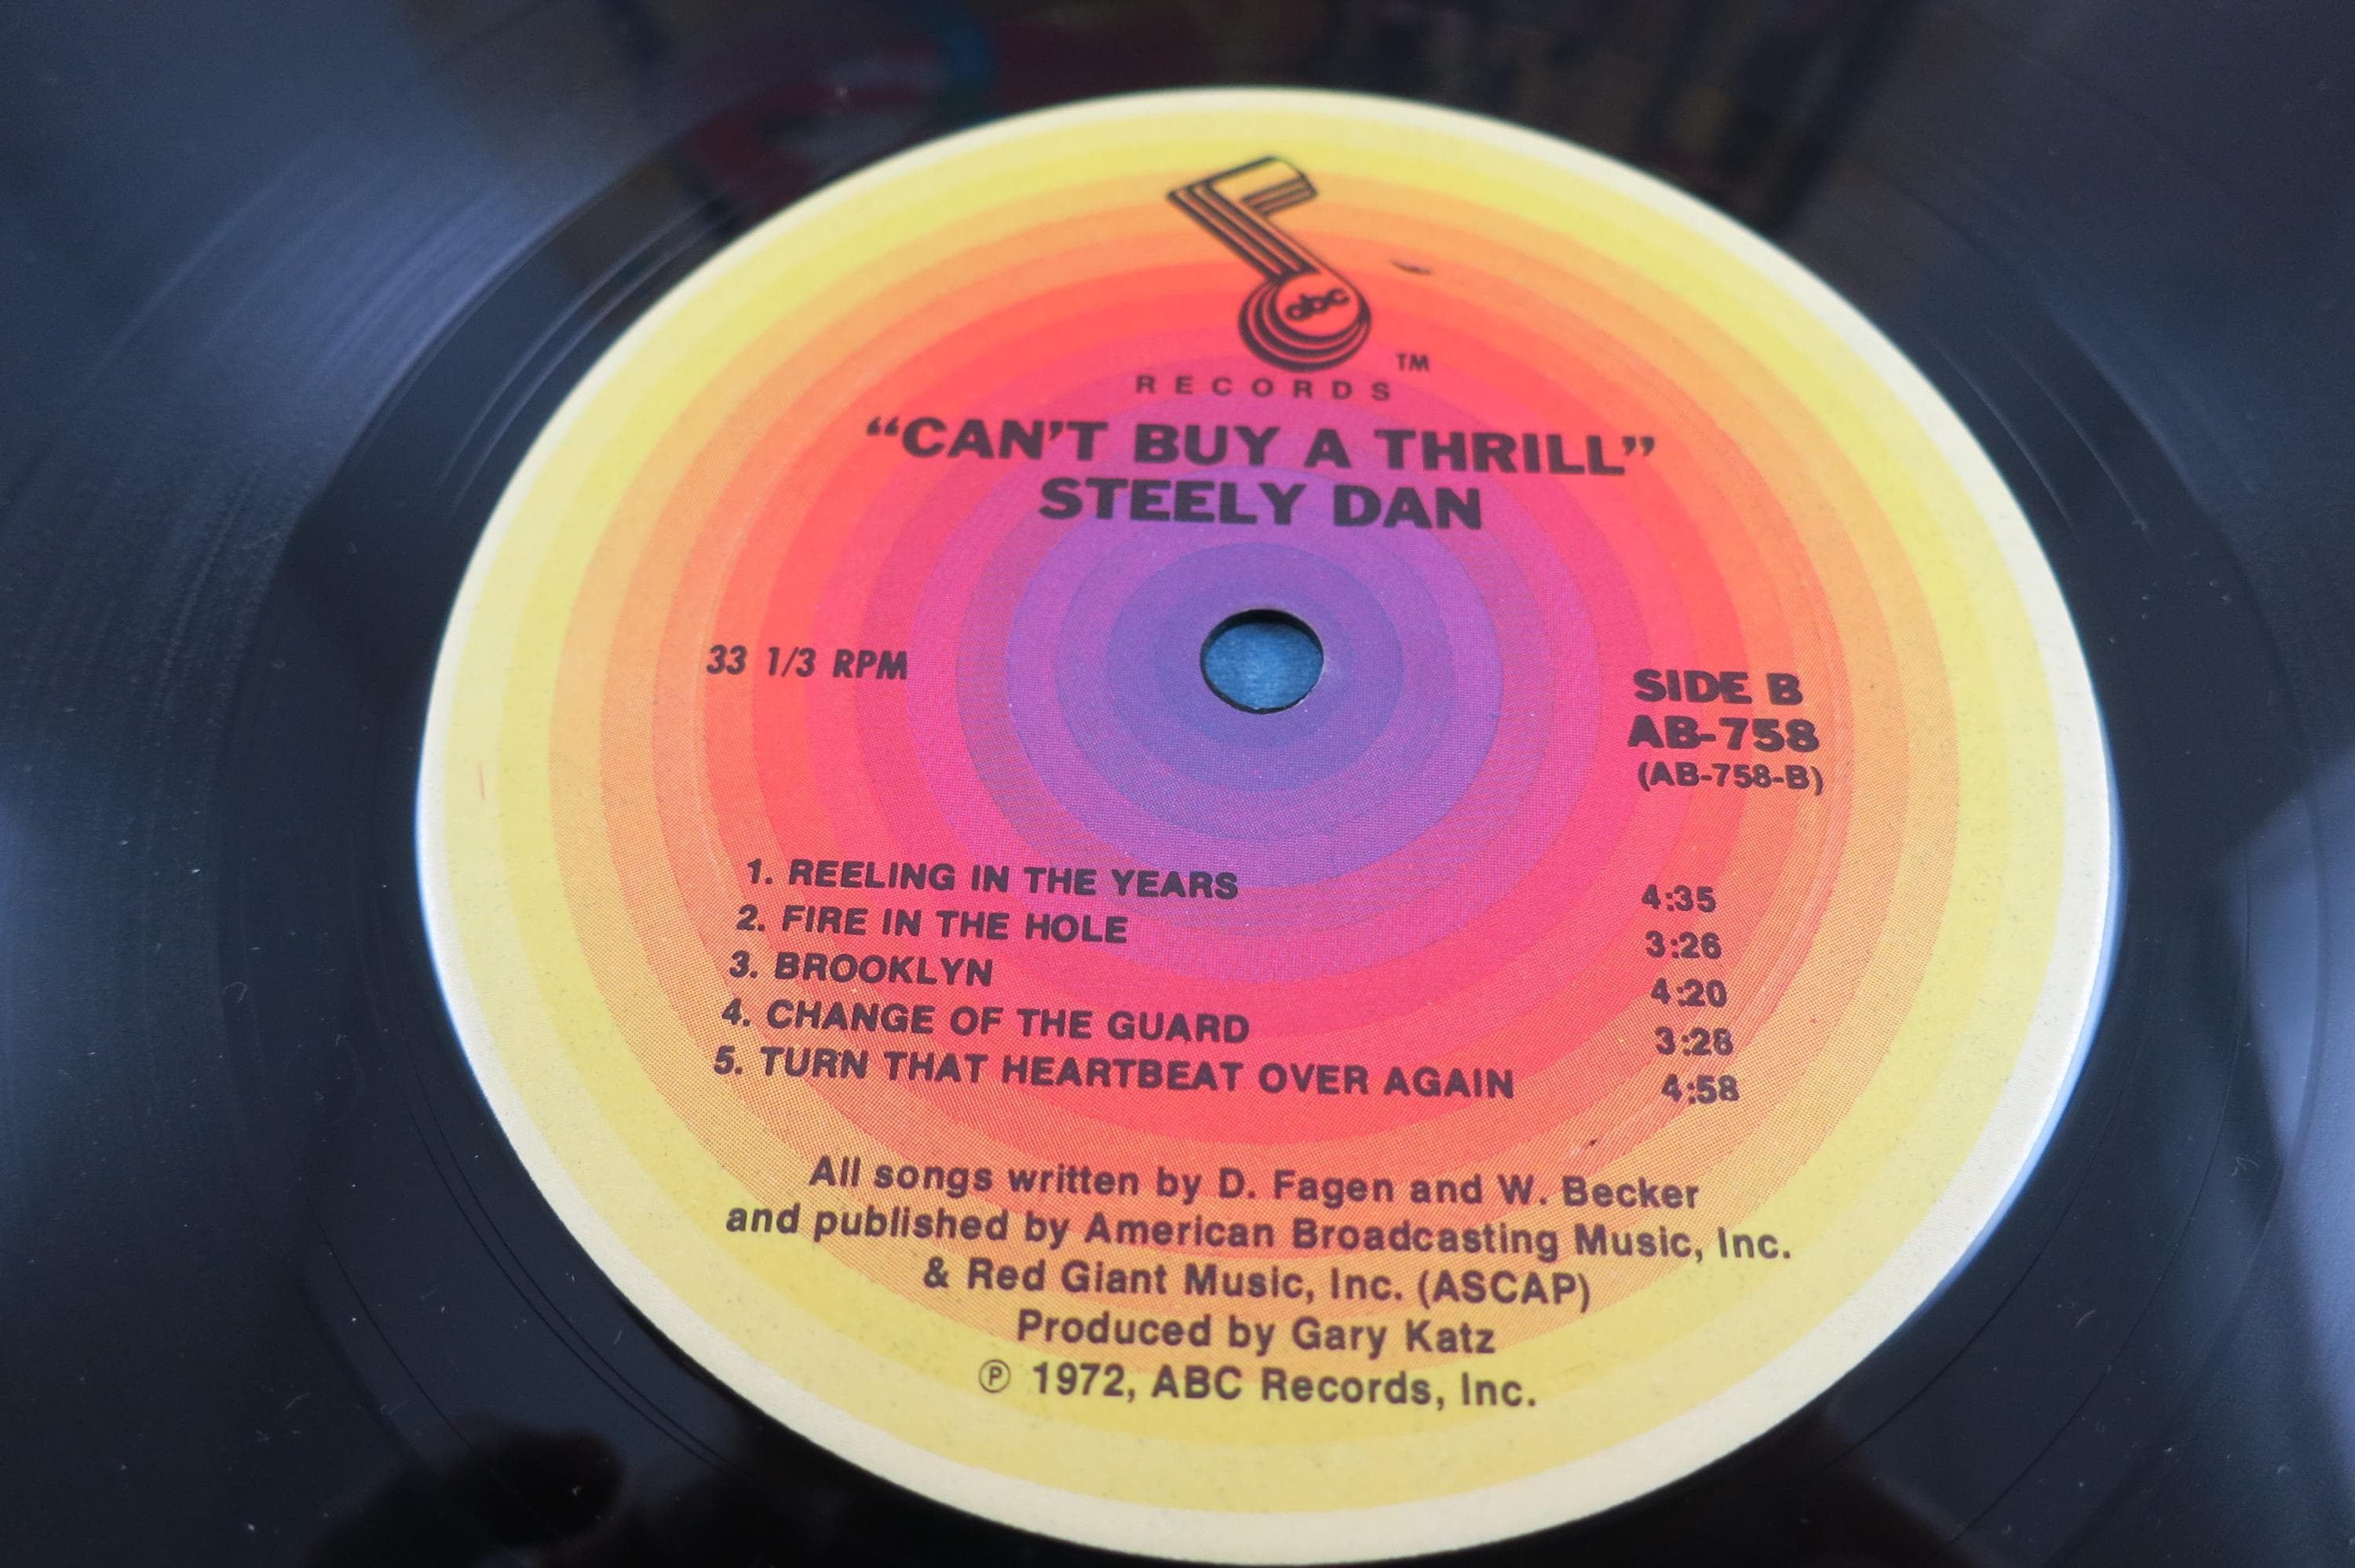 abc
TM
RECORDS
“CAN’T BUY A THRILL”
STEELY DAN
33 1/3 RPM
SIDE B
AB-758
(AB-758-B)
1. REELING IN THE YEARS 4:35
2. FIRE IN THE HOLE 3:26
3. BROOKLYN 4:20
4. CHANGE OF THE GUARD 3:28
5. TURN THAT HEARTBEAT OVER AGAIN 4:58
All songs written by D. Fagen and W. Becker
and published by American Broadcasting Music, Inc.
& Red Giant Music, Inc. (ASCAP)
Produced by Gary Katz
℗ 1972, ABC Records, Inc.